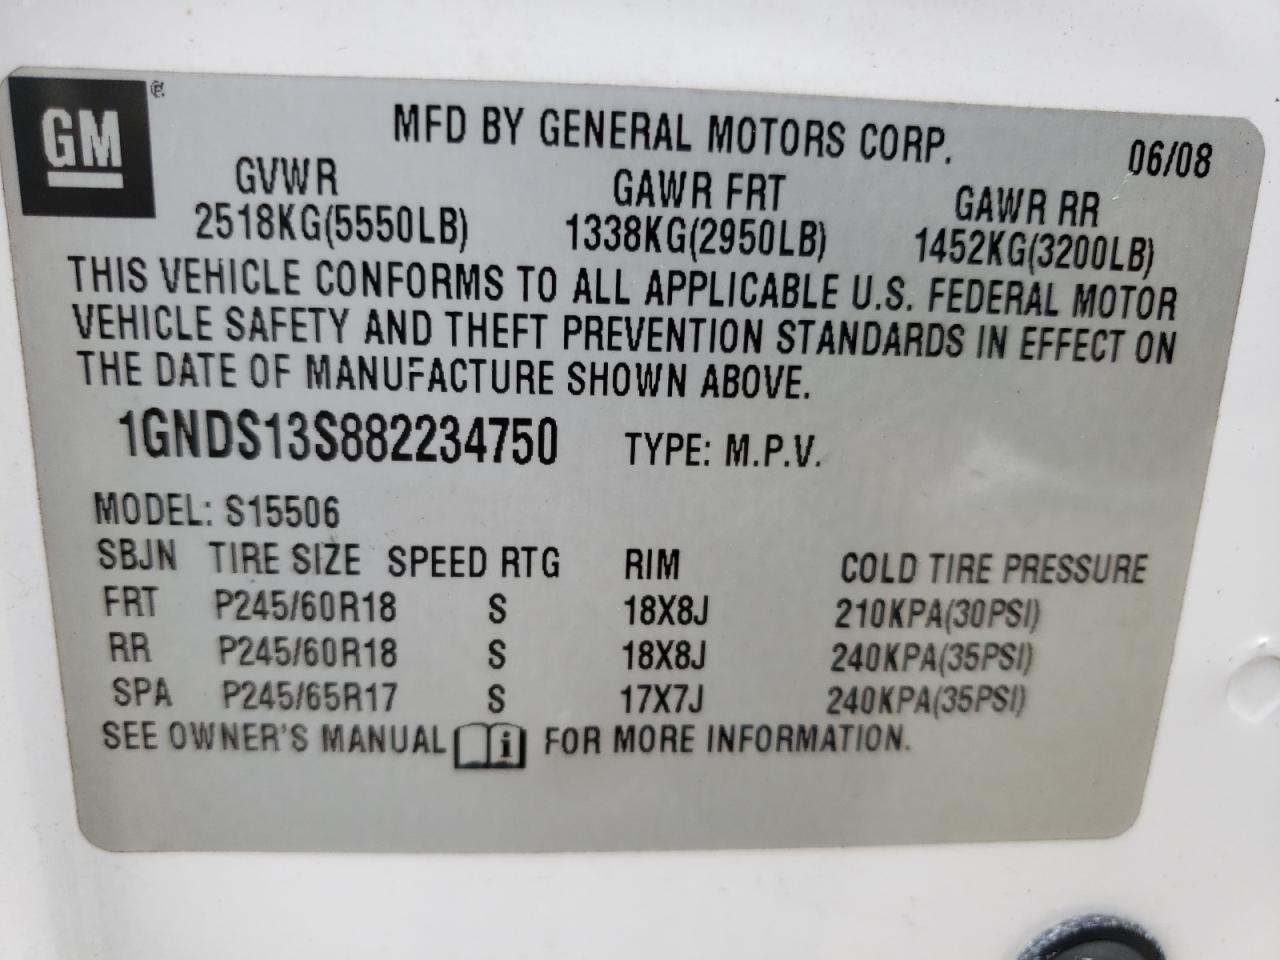 GM ®
MFD BY GENERAL MOTORS CORP. 06/08
GVWR GAWR FRT GAWR RR
2518KG(5550LB) 1338KG(2950LB) 1452KG(3200LB)
THIS VEHICLE CONFORMS TO ALL APPLICABLE U.S. FEDERAL MOTOR
VEHICLE SAFETY AND THEFT PREVENTION STANDARDS IN EFFECT ON
THE DATE OF MANUFACTURE SHOWN ABOVE.
1GNDS13S882234750 TYPE: M.P.V.
MODEL: S15506
SBJN TIRE SIZE SPEED RTG RIM COLD TIRE PRESSURE
FRT P245/60R18 S 18X8J 210KPA(30PSI)
RR P245/60R18 S 18X8J 240KPA(35PSI)
SPA P245/65R17 S 17X7J 240KPA(35PSI)
SEE OWNER'S MANUAL i FOR MORE INFORMATION.